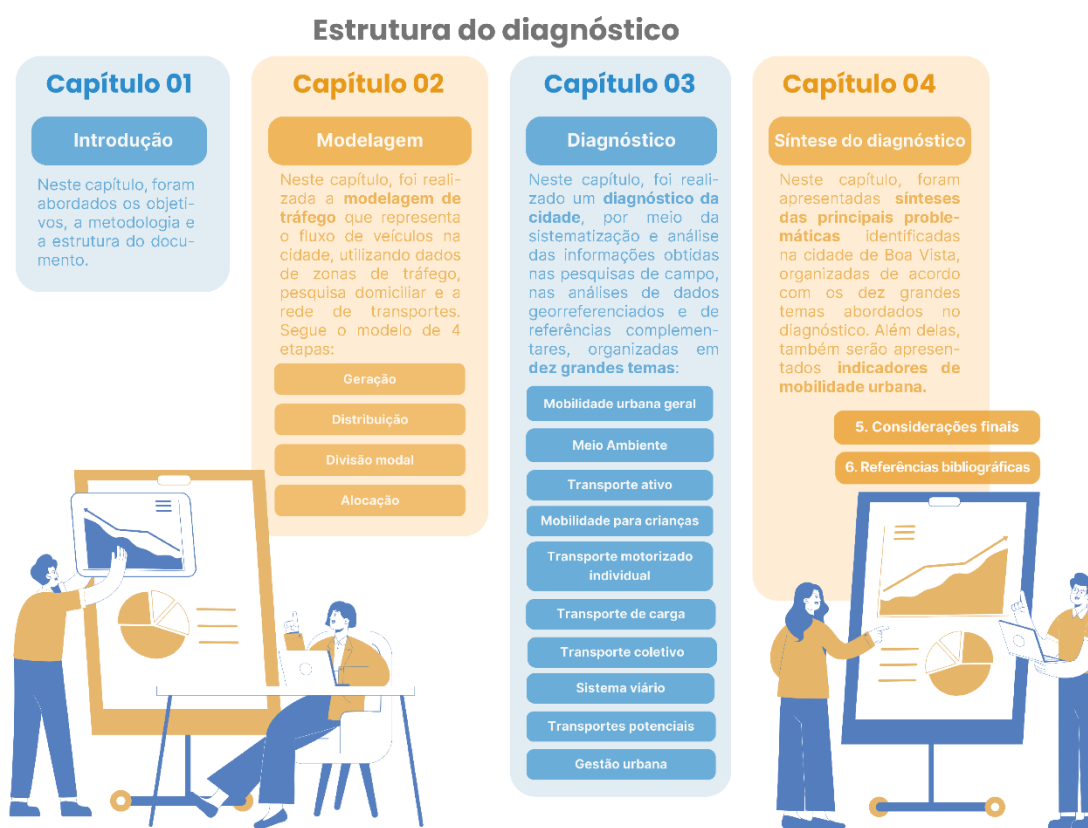 Estrutura do diagnóstico
Capítulo 01
Introdução
Neste capítulo, foram
abordados os objeti-
vos, a metodologia e
a estrutura do docu-
mento.
Capítulo 02
Modelagem
Neste capítulo, foi reali-
zada a modelagem de
tráfego que representa
o fluxo de veículos na
cidade, utilizando dados
de zonas de tráfego,
pesquisa domiciliar e a
rede de transportes.
Segue o modelo de 4
etapas:
Geração
Distribuição
Divisão modal
Alocação
Capítulo 03
Diagnóstico
Neste capítulo, foi reali-
zado um diagnóstico da
cidade, por meio da
sistematização e análise
das informações obtidas
nas pesquisas de campo,
nas análises de dados
georreferenciados e de
referências complemen-
tares, organizadas em
dez grandes temas:
Mobilidade urbana geral
Meio Ambiente
Transporte ativo
Mobilidade para crianças
Transporte motorizado
individual
Transporte de carga
Transporte coletivo
Sistema viário
Transportes potenciais
Gestão urbana
Capítulo 04
Síntese do diagnóstico
Neste capítulo, foram
apresentadas sínteses
das principais proble-
máticas identificadas
na cidade de Boa Vista,
organizadas de acordo
com os dez grandes
temas abordados no
diagnóstico. Além delas,
também serão apresen-
tados indicadores de
mobilidade urbana.
5. Considerações finais
6. Referências bibliográficas